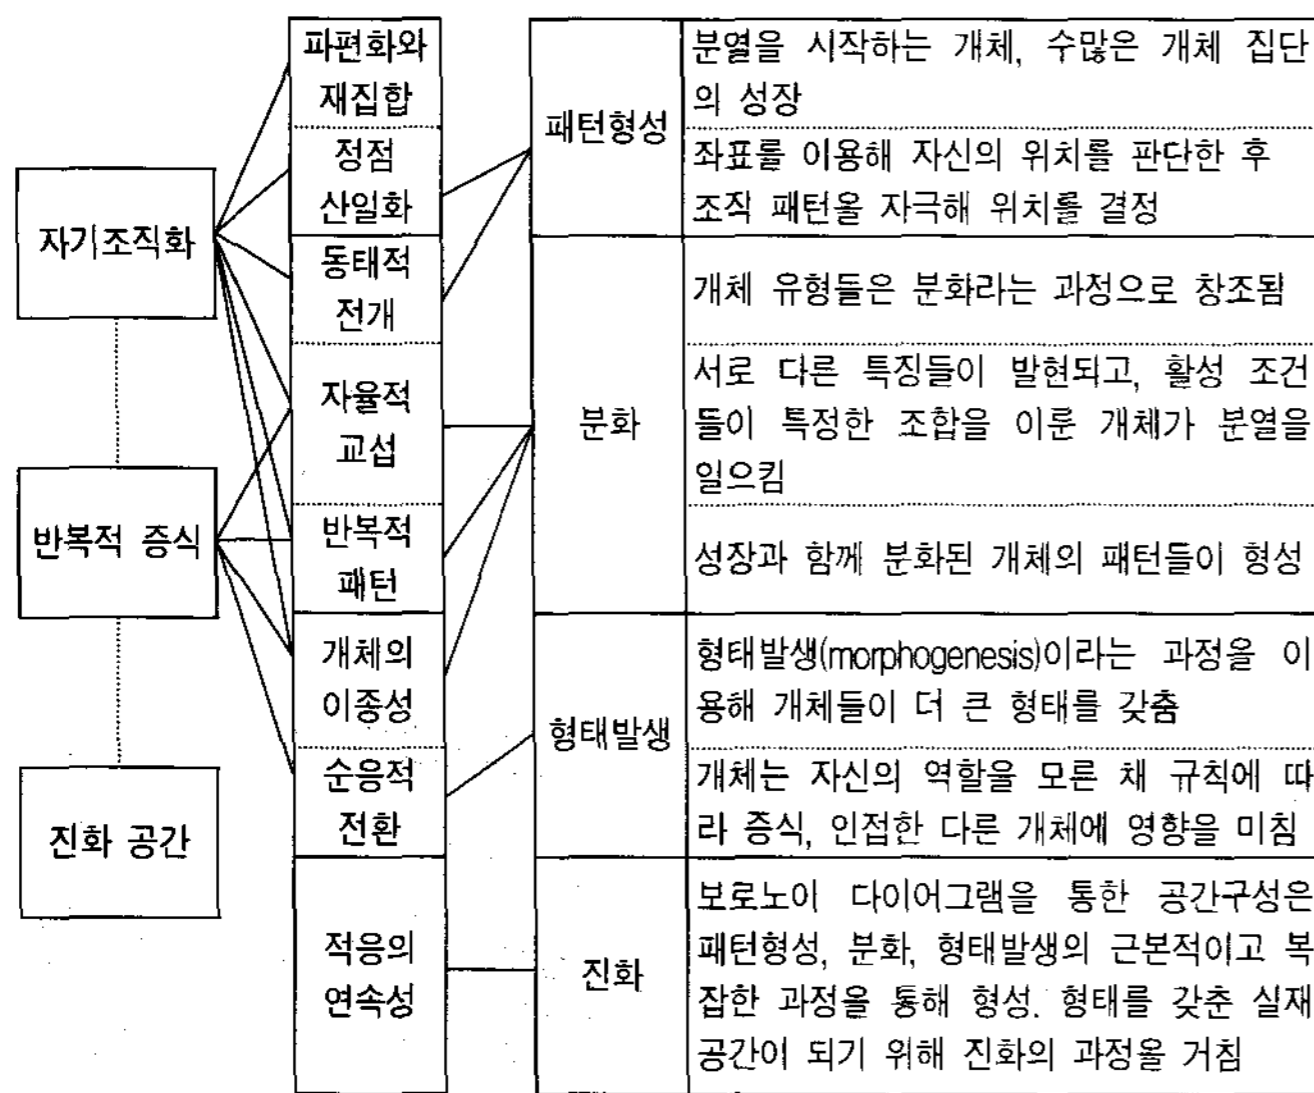 자기조직화
반복적 증식
진화 공간
파편화와
재집합
정점
산일화
동태적
전개
자율적
교섭
반복적
패턴
개체의
이종성
순응적
전환
적응의
연속성
패턴형성
분열을 시작하는 개체, 수많은 개체 집단
의 성장
좌표를 이용해 자신의 위치를 판단한 후
조직 패턴을 자극해 위치를 결정
분화
개체 유형들은 분화라는 과정으로 창조됨
서로 다른 특징들이 발현되고, 활성 조건
들이 특정한 조합을 이룬 개체가 분열을
일으킴
성장과 함께 분화된 개체의 패턴들이 형성
형태발생
형태발생(morphogenesis)이라는 과정을 이
용해 개체들이 더 큰 형태를 갖춤
개체는 자신의 역할을 모른 채 규칙에 따
라 증식, 인접한 다른 개체에 영향을 미침
진화
보로노이 다이어그램을 통한 공간구성은
패턴형성, 분화, 형태발생의 근본적이고 복
잡한 과정을 통해 형성. 형태를 갖춘 실재
공간이 되기 위해 진화의 과정을 거침